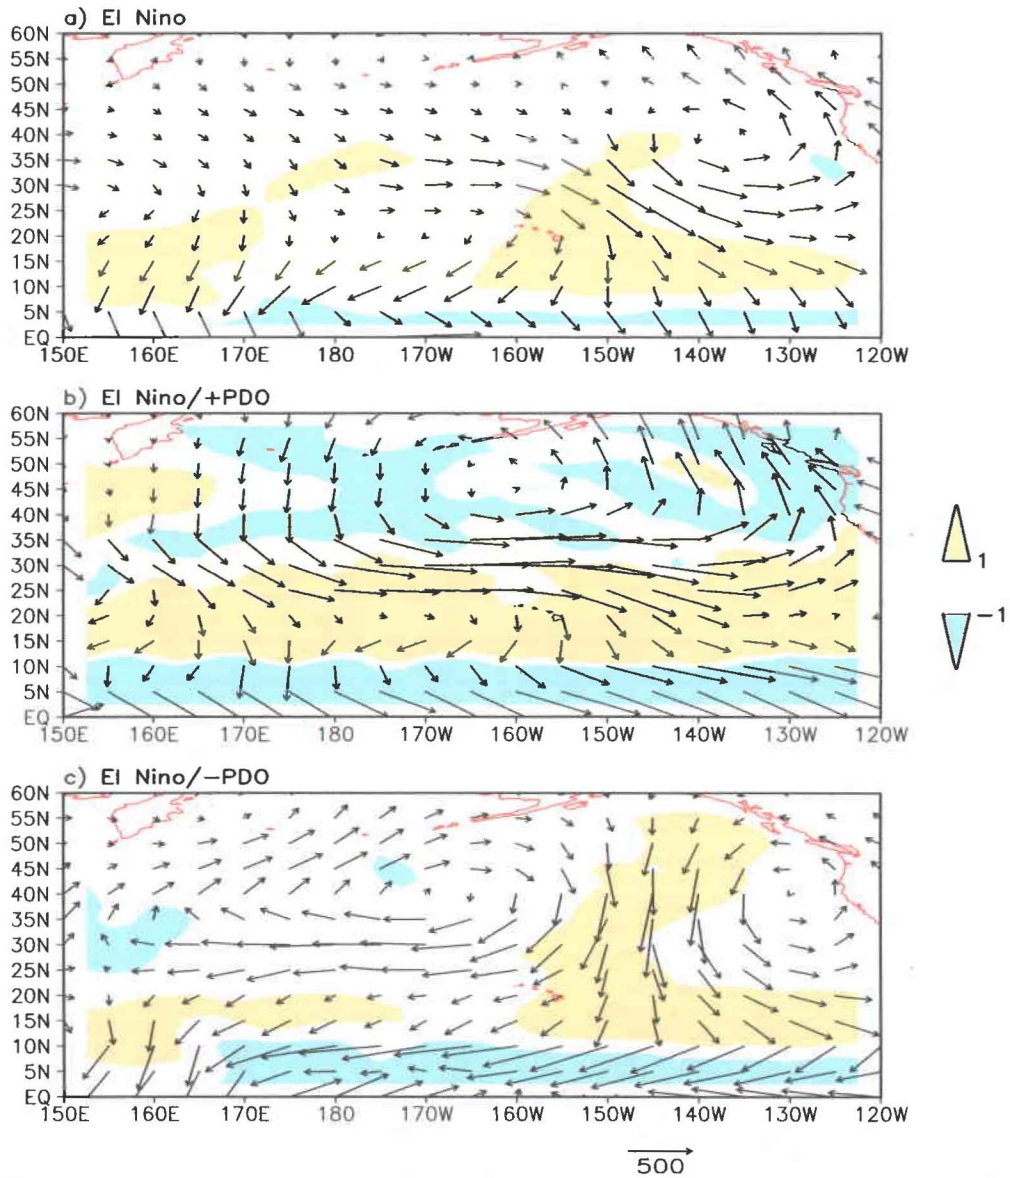 a) El Nino
60N
55N
50N
45N
40N
35N
30N
25N
20N
15N
10N
5N
EQ
150E 160E 170E 180 170W 160W 150W 140W 130W 120W
b) El Nino/+PDO
60N
55N
50N
45N
40N
35N
30N
25N
20N
15N
10N
5N
EQ
150E 160E 170E 180 170W 160W 150W 140W 130W 120W
1
-1
c) El Nino/-PDO
60N
55N
50N
45N
40N
35N
30N
25N
20N
15N
10N
5N
EQ
150E 160E 170E 180 170W 160W 150W 140W 130W 120W
500